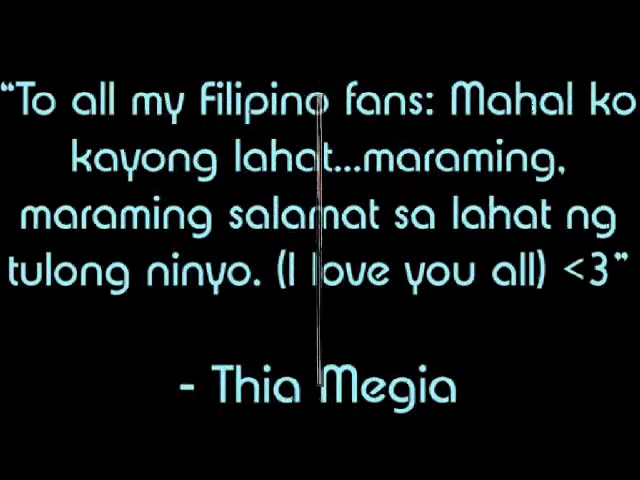 “To all my Filipino fans: Mahal ko
kayong lahat...maraming,
maraming salamat sa lahat ng
tulong ninyo. (I love you all) <3”
- Thia Megia